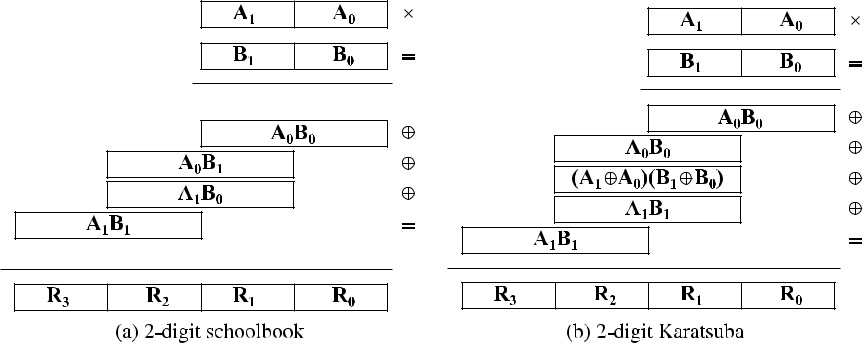 A₁ A₀ ×
B₁ B₀ =
A₀B₀ ⊕
A₀B₁ ⊕
A₁B₀ ⊕
A₁B₁ =
R₃ R₂ R₁ R₀
(a) 2-digit schoolbook
A₁ A₀ ×
B₁ B₀ =
A₀B₀ ⊕
A₀B₀ ⊕
(A₁⊕A₀)(B₁⊕B₀) ⊕
A₁B₁ ⊕
A₁B₁ =
R₃ R₂ R₁ R₀
(b) 2-digit Karatsuba